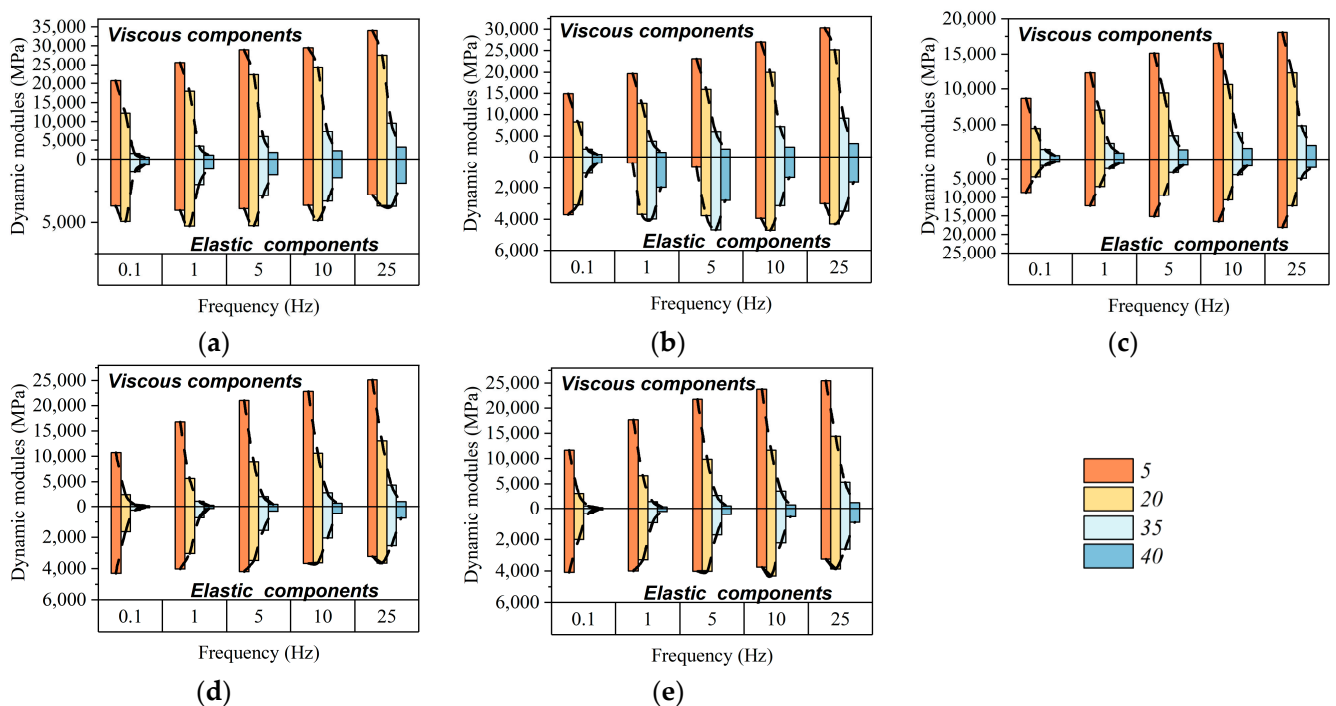 Dynamic modules (MPa)
35,000
30,000
25,000
20,000
15,000
10,000
5,000
0
5,000
Viscous components
Elastic components
0.1 1 5 10 25
Frequency (Hz)
(a)
Dynamic modules (MPa)
30,000
25,000
20,000
15,000
10,000
5,000
0
2,000
4,000
6,000
Viscous components
Elastic components
0.1 1 5 10 25
Frequency (Hz)
(b)
Dynamic modules (MPa)
20,000
15,000
10,000
5,000
0
5,000
10,000
15,000
20,000
25,000
Viscous components
Elastic components
0.1 1 5 10 25
Frequency (Hz)
(c)
Dynamic modules (MPa)
25,000
20,000
15,000
10,000
5,000
0
2,000
4,000
6,000
Viscous components
Elastic components
0.1 1 5 10 25
Frequency (Hz)
(d)
Dynamic modules (MPa)
25,000
20,000
15,000
10,000
5,000
0
2,000
4,000
6,000
Viscous components
Elastic components
0.1 1 5 10 25
Frequency (Hz)
(e)
5
20
35
40